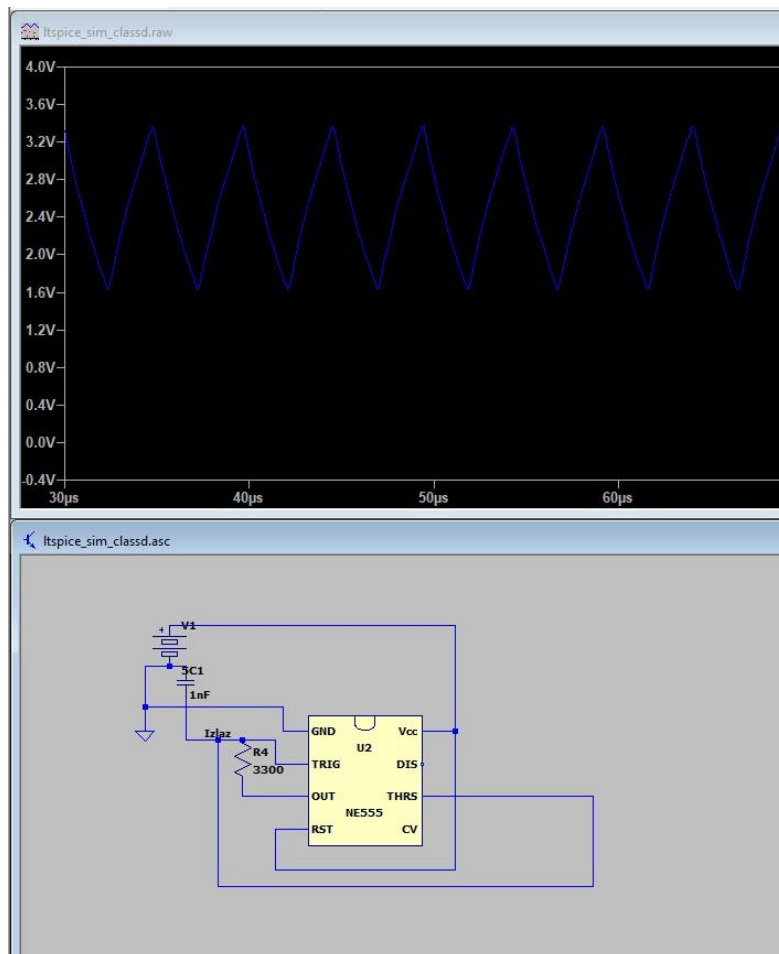 ltspice_sim_classd.raw
4.0V
3.6V
3.2V
2.8V
2.4V
2.0V
1.6V
1.2V
0.8V
0.4V
0.0V
-0.4V
30µs 40µs 50µs 60µs
ltspice_sim_classd.asc
+ V1
5C1
1nF
Izlaz
R4
3300
GND Vcc
U2
TRIG DIS
OUT THRS
NE555
RST CV